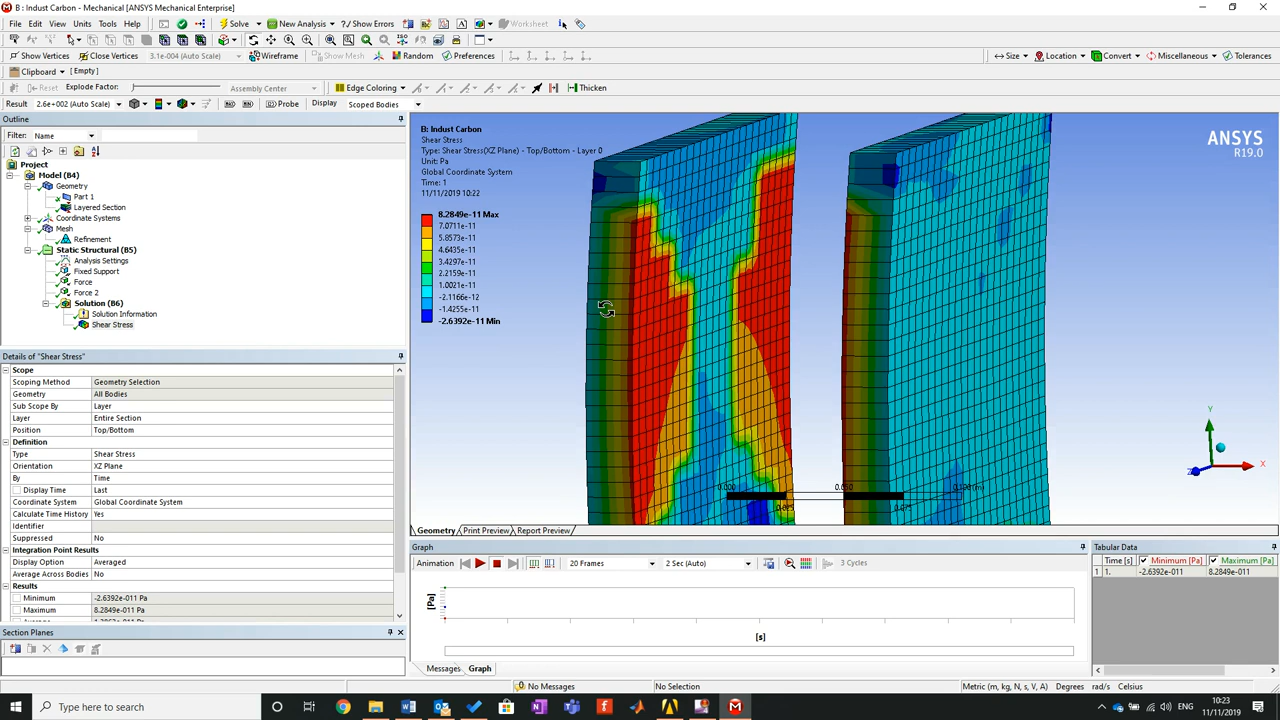 B : Indust Carbon - Mechanical [ANSYS Mechanical Enterprise]
File Edit View Units Tools Help Solve New Analysis ?/ Show Errors Worksheet
Show Vertices Close Vertices 3.1e-004 (Auto Scale) Wireframe Show Mesh Random Preferences Size Location Convert Miscellaneous Tolerances
Clipboard [ Empty ]
Reset Explode Factor: Assembly Center Edge Coloring Thicken
Result 2.6e+002 (Auto Scale) Probe Display Scoped Bodies
Outline
Filter: Name
Project
Model (B4)
Geometry
Part 1
Layered Section
Coordinate Systems
Mesh
Refinement
Static Structural (B5)
Analysis Settings
Fixed Support
Force
Force 2
Solution (B6)
Solution Information
Shear Stress
Details of "Shear Stress"
Scope
Scoping Method Geometry Selection
Geometry All Bodies
Sub Scope By Layer
Layer Entire Section
Position Top/Bottom
Definition
Type Shear Stress
Orientation XZ Plane
By Time
Display Time Last
Coordinate System Global Coordinate System
Calculate Time History Yes
Identifier
Suppressed No
Integration Point Results
Display Option Averaged
Average Across Bodies No
Results
Minimum -2.6392e-011 Pa
Maximum 8.2849e-011 Pa
Section Planes
B: Indust Carbon
Shear Stress
Type: Shear Stress(XZ Plane) - Top/Bottom - Layer 0
Unit: Pa
Global Coordinate System
Time: 1
11/11/2019 10:22
8.2849e-11 Max
7.0711e-11
5.8573e-11
4.6435e-11
3.4297e-11
2.2159e-11
1.0021e-11
-2.1166e-12
-1.4255e-11
-2.6392e-11 Min
ANSYS
R19.0
Y
X
Z
0.000 0.050 0.100 (m)
0.025 0.075
Geometry Print Preview Report Preview
Graph
Animation 20 Frames 2 Sec (Auto) 3 Cycles
[Pa]
[s]
Messages Graph
Tabular Data
Time [s] Minimum [Pa] Maximum [Pa]
1 1. -2.6392e-011 8.2849e-011
No Messages No Selection Metric (m, kg, N, s, V, A) Degrees rad/s Celsius
Type here to search
ENG
10:23
11/11/2019